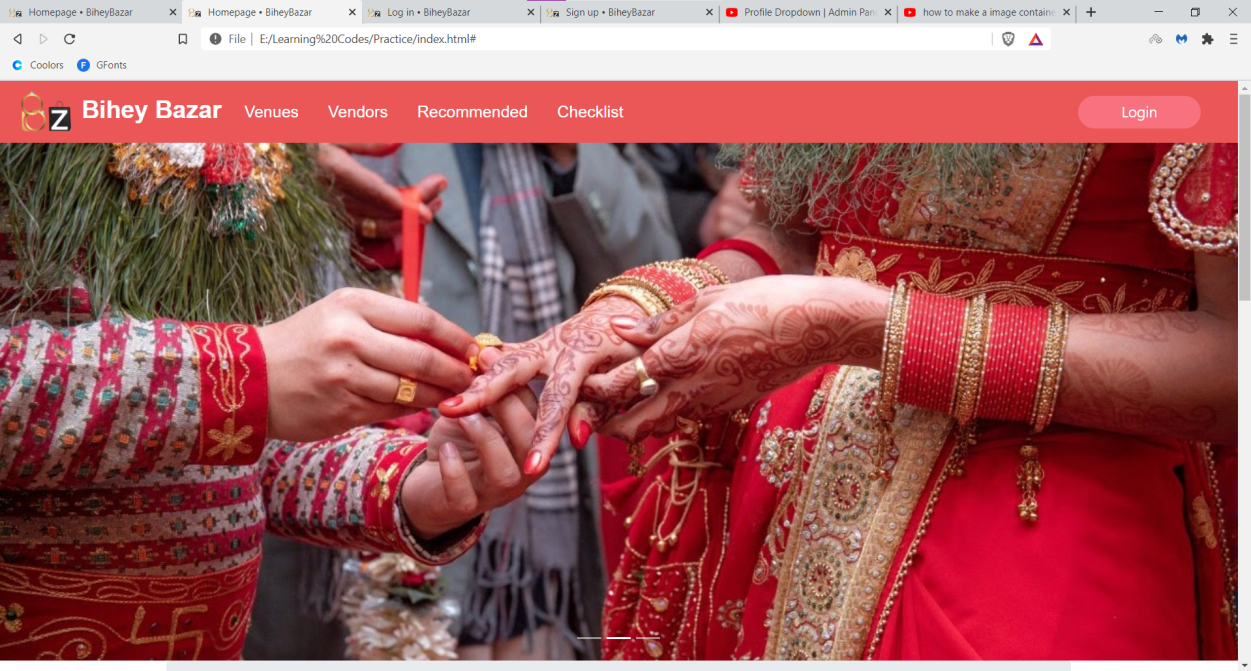 Homepage • BiheyBazar
Homepage • BiheyBazar
Log in • BiheyBazar
Sign up • BiheyBazar
Profile Dropdown | Admin Pan
how to make a image containe
File | E:/Learning%20Codes/Practice/index.html#
Coolors
F GFonts
Z Bihey Bazar Venues Vendors Recommended Checklist Login